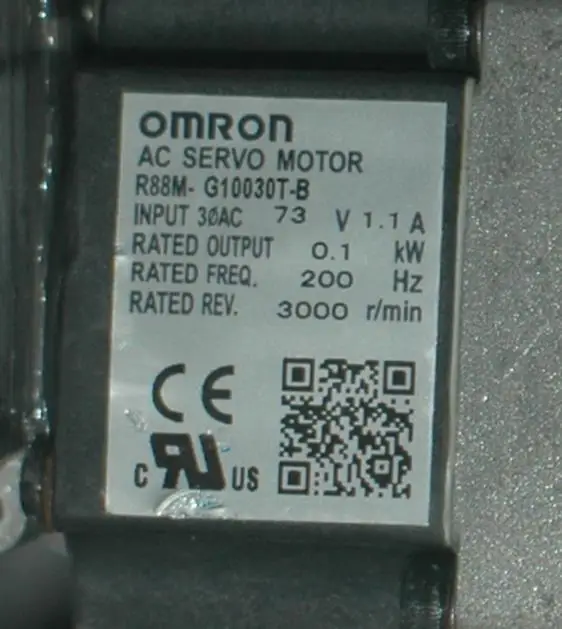 OMRON
AC SERVO MOTOR
R88M- G10030T-B
INPUT 3ØAC 73 V 1.1 A
RATED OUTPUT 0.1 kW
RATED FREQ. 200 Hz
RATED REV. 3000 r/min
CE
C RU US